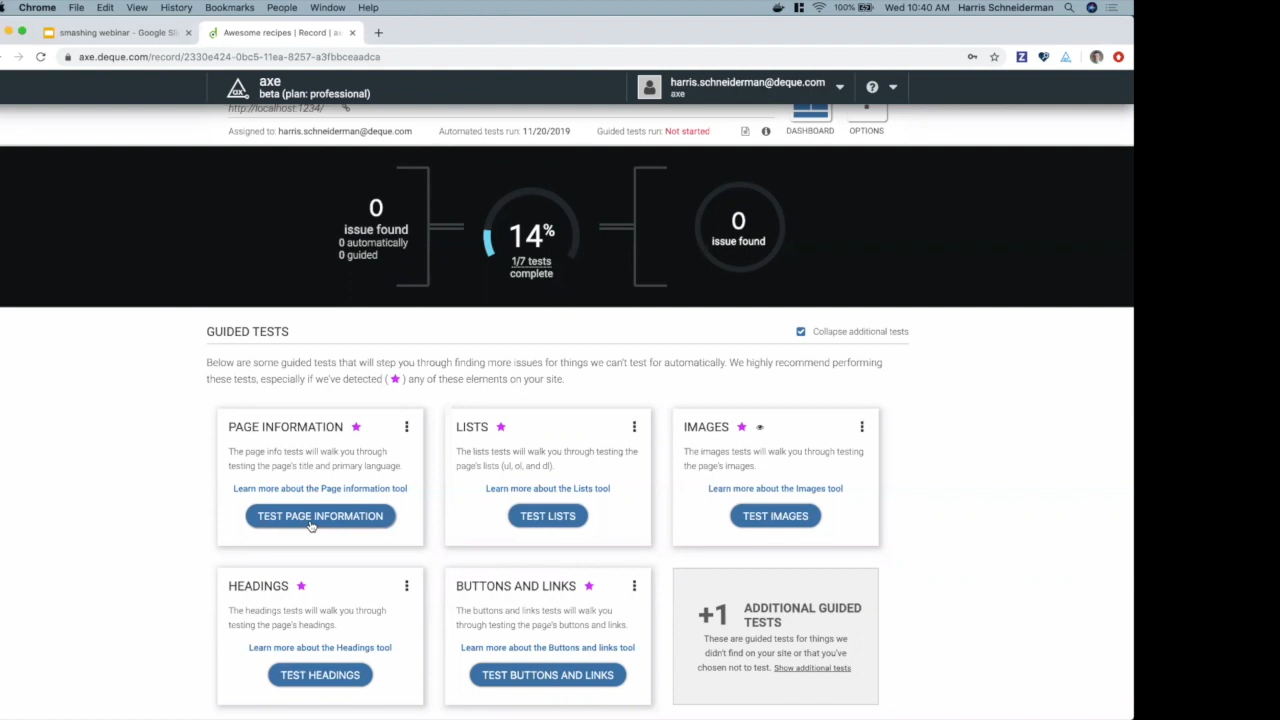 Chrome File Edit View History Bookmarks People Window Help 100% Wed 10:40 AM Harris Schneiderman
smashing webinar - Google Sli × Awesome recipes | Record | ax × +
axe.deque.com/record/2330e424-0bc5-11ea-8257-a3fbbceaadca
axe
beta (plan: professional)
harris.schneiderman@deque.com
axe
http://localhost:1234/
Assigned to: harris.schneiderman@deque.com Automated tests run: 11/20/2019 Guided tests run: Not started DASHBOARD OPTIONS
0
issue found
0 automatically
0 guided
14%
1/7 tests
complete
0
issue found
GUIDED TESTS
Collapse additional tests
Below are some guided tests that will step you through finding more issues for things we can't test for automatically. We highly recommend performing
these tests, especially if we've detected ( ★ ) any of these elements on your site.
PAGE INFORMATION
The page info tests will walk you through
testing the page's title and primary language.
Learn more about the Page information tool
TEST PAGE INFORMATION
LISTS
The lists tests will walk you through testing the
page's lists (ul, ol, and dl).
Learn more about the Lists tool
TEST LISTS
IMAGES
The images tests will walk you through testing
the page's images.
Learn more about the Images tool
TEST IMAGES
HEADINGS
The headings tests will walk you through
testing the page's headings.
Learn more about the Headings tool
TEST HEADINGS
BUTTONS AND LINKS
The buttons and links tests will walk you
through testing the page's buttons and links.
Learn more about the Buttons and links tool
TEST BUTTONS AND LINKS
+1 ADDITIONAL GUIDED
TESTS
These are guided tests for things we
didn't find on your site or that you've
chosen not to test. Show additional tests